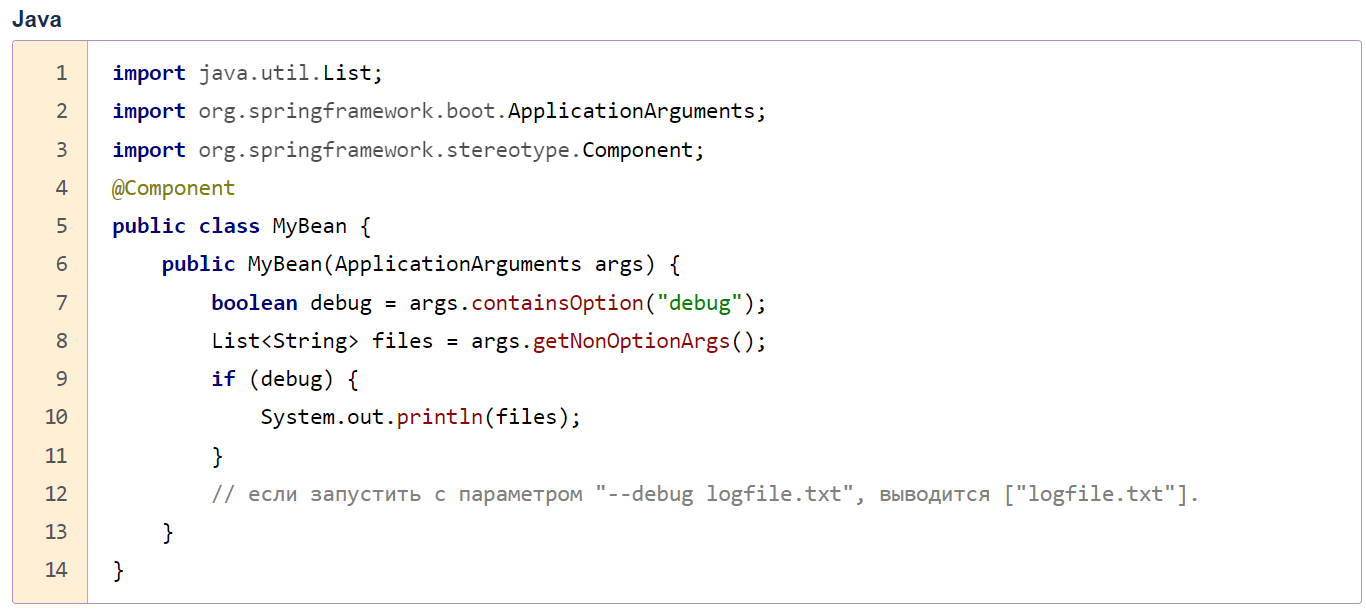 Java
1 import java.util.List;
2 import org.springframework.boot.ApplicationArguments;
3 import org.springframework.stereotype.Component;
4 @Component
5 public class MyBean {
6     public MyBean(ApplicationArguments args) {
7         boolean debug = args.containsOption("debug");
8         List<String> files = args.getNonOptionArgs();
9         if (debug) {
10             System.out.println(files);
11         }
12         // если запустить с параметром "--debug logfile.txt", выводится ["logfile.txt"].
13     }
14 }